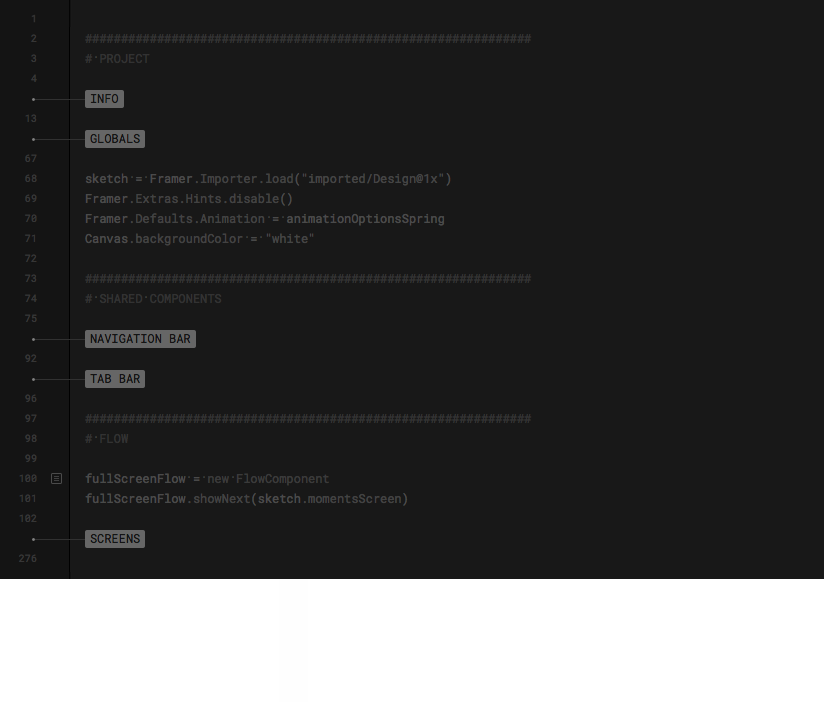 1
2 ##############################################################
3 # PROJECT
4
INFO
13
GLOBALS
67
68 sketch = Framer.Importer.load("imported/Design@1x")
69 Framer.Extras.Hints.disable()
70 Framer.Defaults.Animation = animationOptionsSpring
71 Canvas.backgroundColor = "white"
72
73 ##############################################################
74 # SHARED COMPONENTS
75
NAVIGATION BAR
92
TAB BAR
96
97 ##############################################################
98 # FLOW
99
100 fullScreenFlow = new FlowComponent
101 fullScreenFlow.showNext(sketch.momentsScreen)
102
SCREENS
276